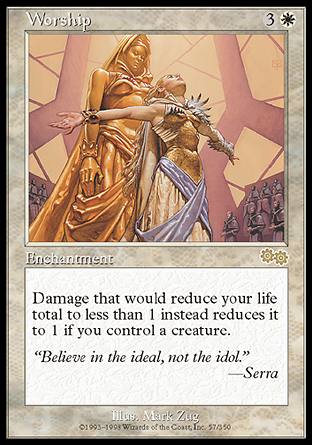 Worship 3
Enchantment
Damage that would reduce your life
total to less than 1 instead reduces it
to 1 if you control a creature.
“Believe in the ideal, not the idol.”
—Serra
Illus. Mark Zug
©1993–1998 Wizards of the Coast, Inc. 57/350